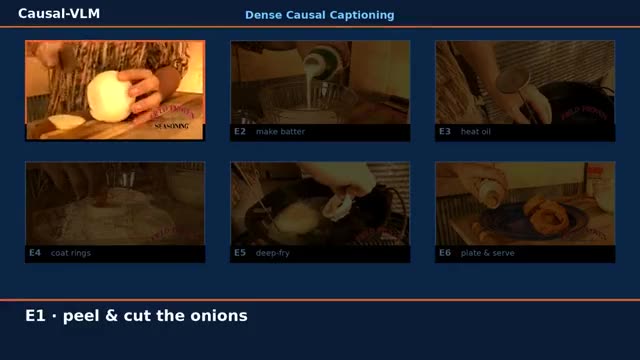 Causal-VLM
Dense Causal Captioning
SEASONING
E2 make batter
E3 heat oil
E4 coat rings
E5 deep-fry
E6 plate & serve
E1 · peel & cut the onions